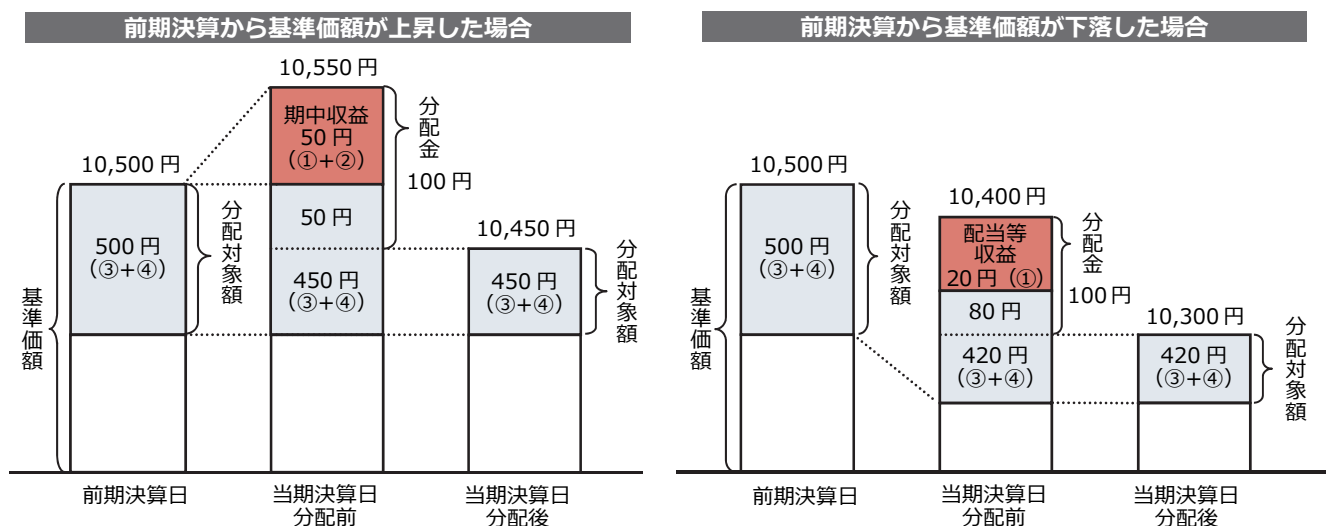 前期決算から基準価額が上昇した場合
10,550 円
期中収益
50 円
（①+②）
分配金
100 円
10,500 円
500 円
（③+④）
分配対象額
50 円
450 円
（③+④）
10,450 円
450 円
（③+④）
分配対象額
基準価額
前期決算日
当期決算日
分配前
当期決算日
分配後
前期決算から基準価額が下落した場合
10,500 円
500 円
（③+④）
分配対象額
10,400 円
配当等
収益
20 円（①）
分配金
100 円
80 円
420 円
（③+④）
10,300 円
420 円
（③+④）
分配対象額
基準価額
前期決算日
当期決算日
分配前
当期決算日
分配後